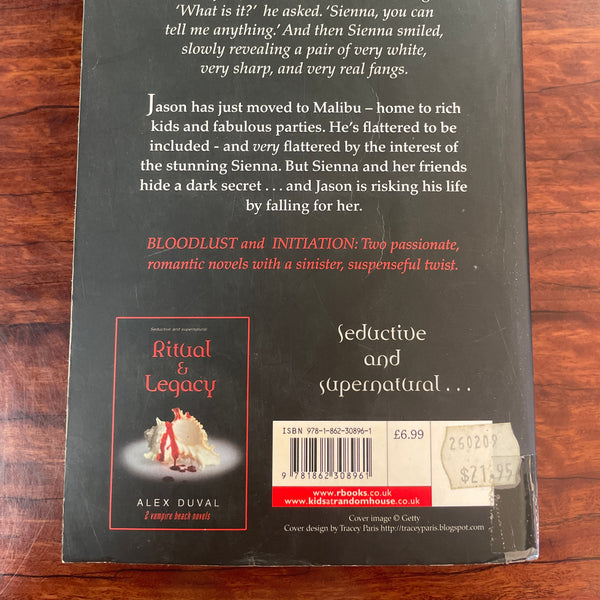 'What is it?' he asked. 'Sienna, you can
tell me anything.' And then Sienna smiled,
slowly revealing a pair of very white,
very sharp, and very real fangs.
Jason has just moved to Malibu – home to rich
kids and fabulous parties. He's flattered to be
included - and very flattered by the interest of
the stunning Sienna. But Sienna and her friends
hide a dark secret . . . and Jason is risking his life
by falling for her.
BLOODLUST and INITIATION: Two passionate,
romantic novels with a sinister, suspenseful twist.
Seductive and supernatural
Ritual
&
Legacy
ALEX DUVAL
2 vampire beach novels
Seductive
and
supernatural . . .
ISBN 978-1-862-30896-1
£6.99
9 781862 308961
260209
$21.95
www.rbooks.co.uk
www.kidsatrandomhouse.co.uk
Cover image © Getty
Cover design by Tracey Paris http://traceyparis.blogspot.com